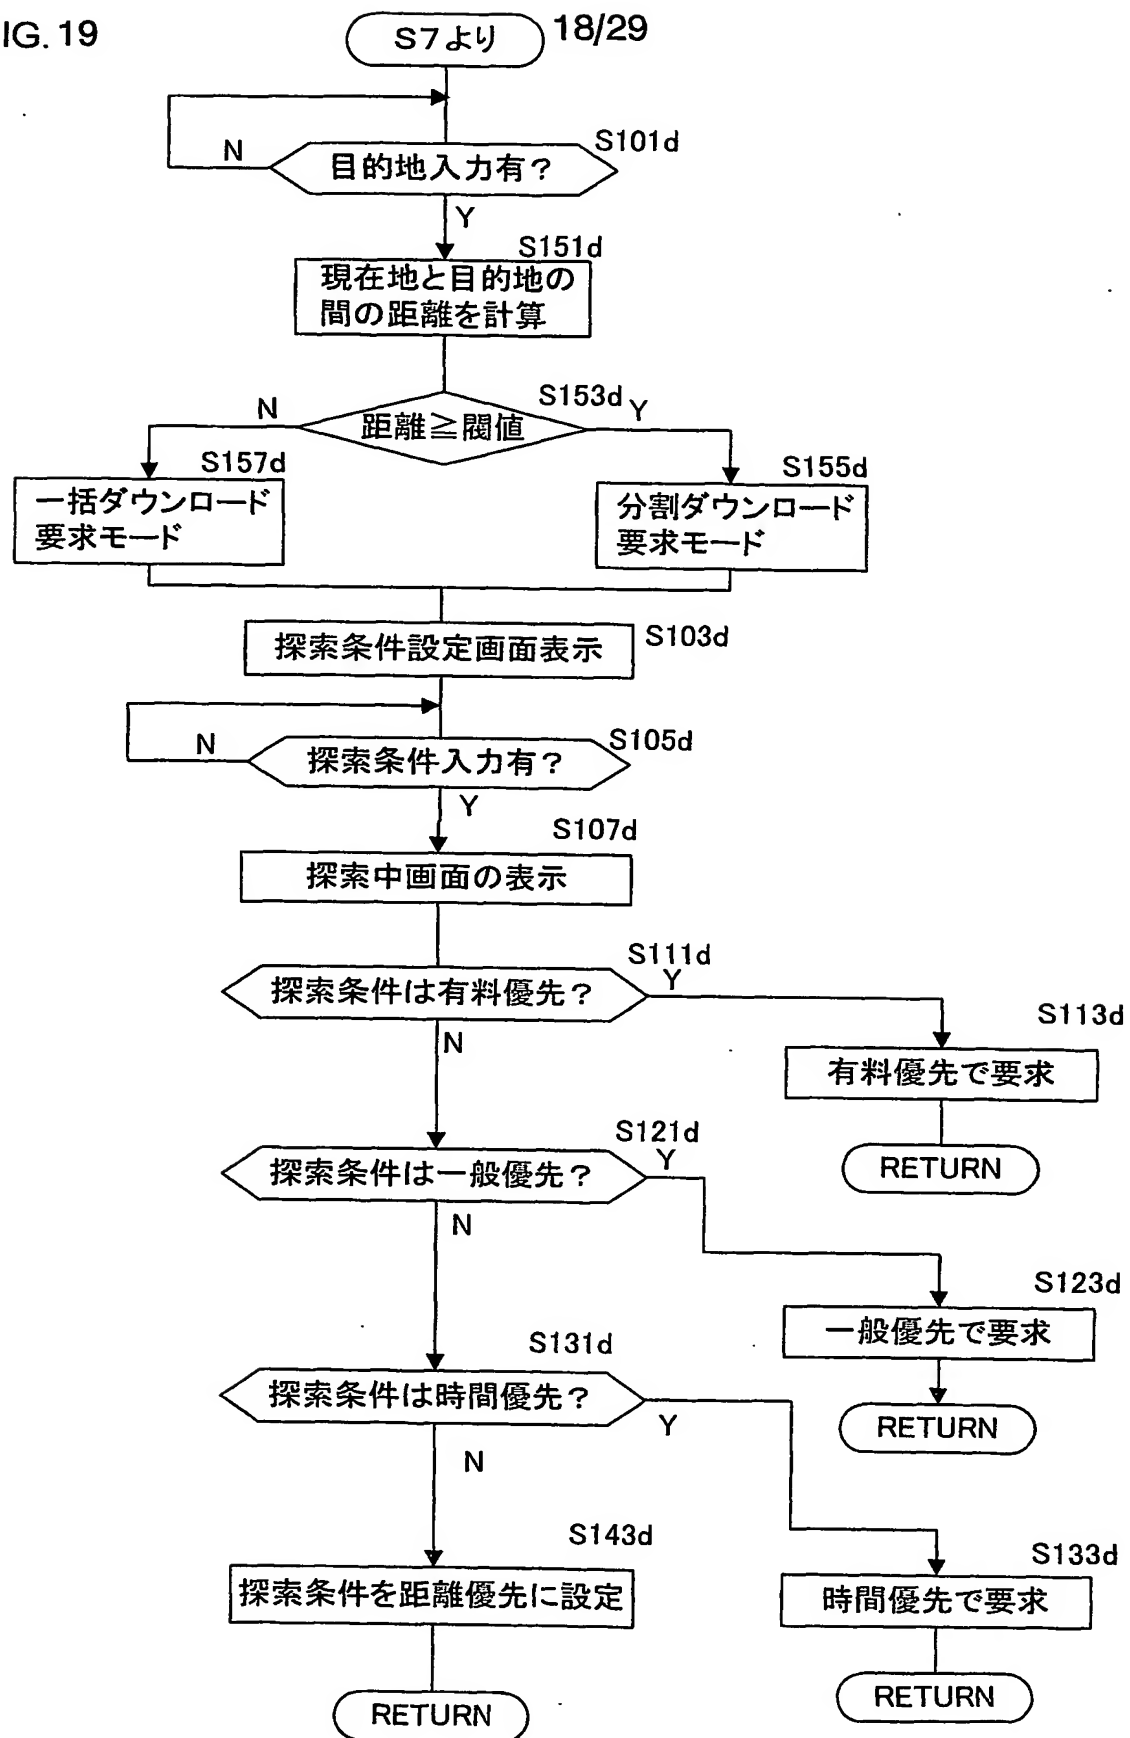 IG. 19
S7より
18/29
S101d
N
目的地入力有?
Y
S151d
現在地と目的地の
間の距離を計算
S153d
N
Y
距離≧閾値
S157d
S155d
一括ダウンロード
要求モード
分割ダウンロード
要求モード
S103d
探索条件設定画面表示
S105d
N
探索条件入力有?
Y
S107d
探索中画面の表示
S111d
Y
探索条件は有料優先?
N
S113d
有料優先で要求
RETURN
S121d
Y
探索条件は一般優先?
N
S123d
一般優先で要求
RETURN
S131d
探索条件は時間優先?
Y
N
S143d
探索条件を距離優先に設定
RETURN
S133d
時間優先で要求
RETURN